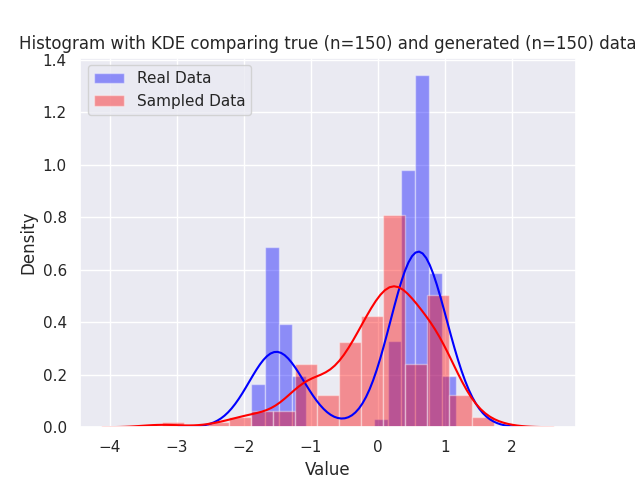 Histogram with KDE comparing true (n=150) and generated (n=150) data
Real Data
Sampled Data
1.4
1.2
1.0
0.8
0.6
0.4
0.2
0.0
Density
−4 −3 −2 −1 0 1 2
Value